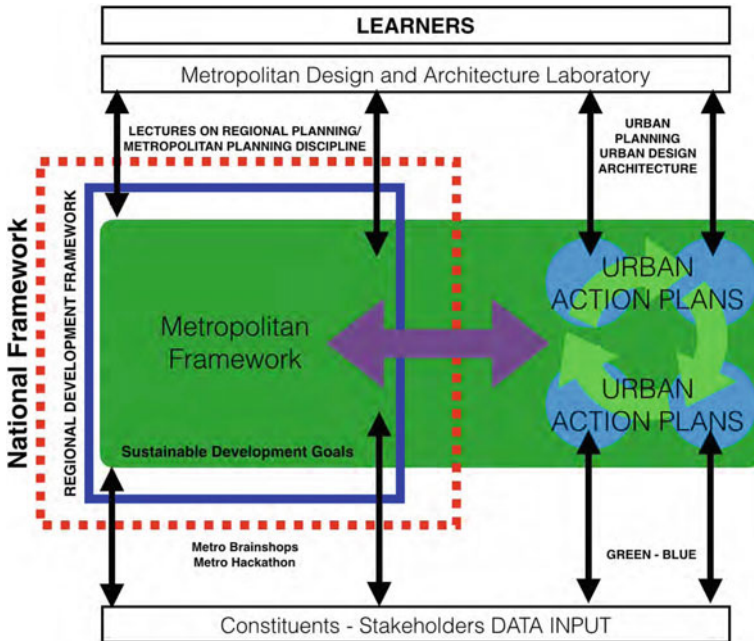 LEARNERS
Metropolitan Design and Architecture Laboratory
LECTURES ON REGIONAL PLANNING/
METROPOLITAN PLANNING DISCIPLINE
URBAN
PLANNING
URBAN DESIGN
ARCHITECTURE
National Framework
REGIONAL DEVELOPMENT FRAMEWORK
Metropolitan
Framework
URBAN
ACTION PLANS
URBAN
ACTION PLANS
Sustainable Development Goals
Metro Brainshops
Metro Hackathon
GREEN - BLUE
Constituents - Stakeholders DATA INPUT